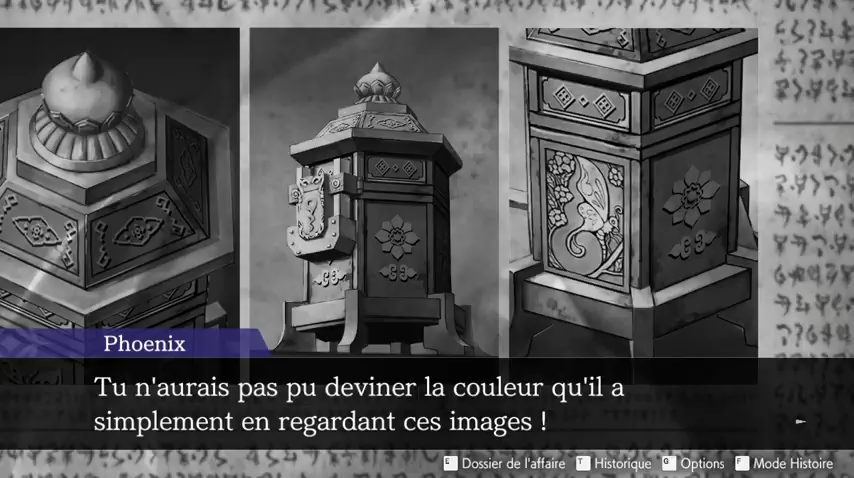 Phoenix
Tu n'aurais pas pu deviner la couleur qu'il a
simplement en regardant ces images !
E Dossier de l'affaire T Historique G Options F Mode Histoire